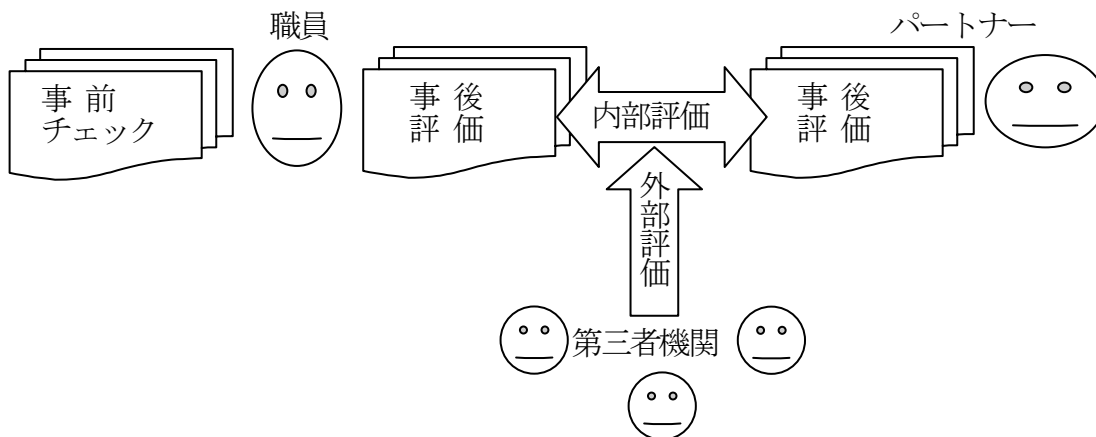 職員
パートナー
事 前
チェック
事 後
評 価
内部評価
事 後
評 価
外部評価
第三者機関